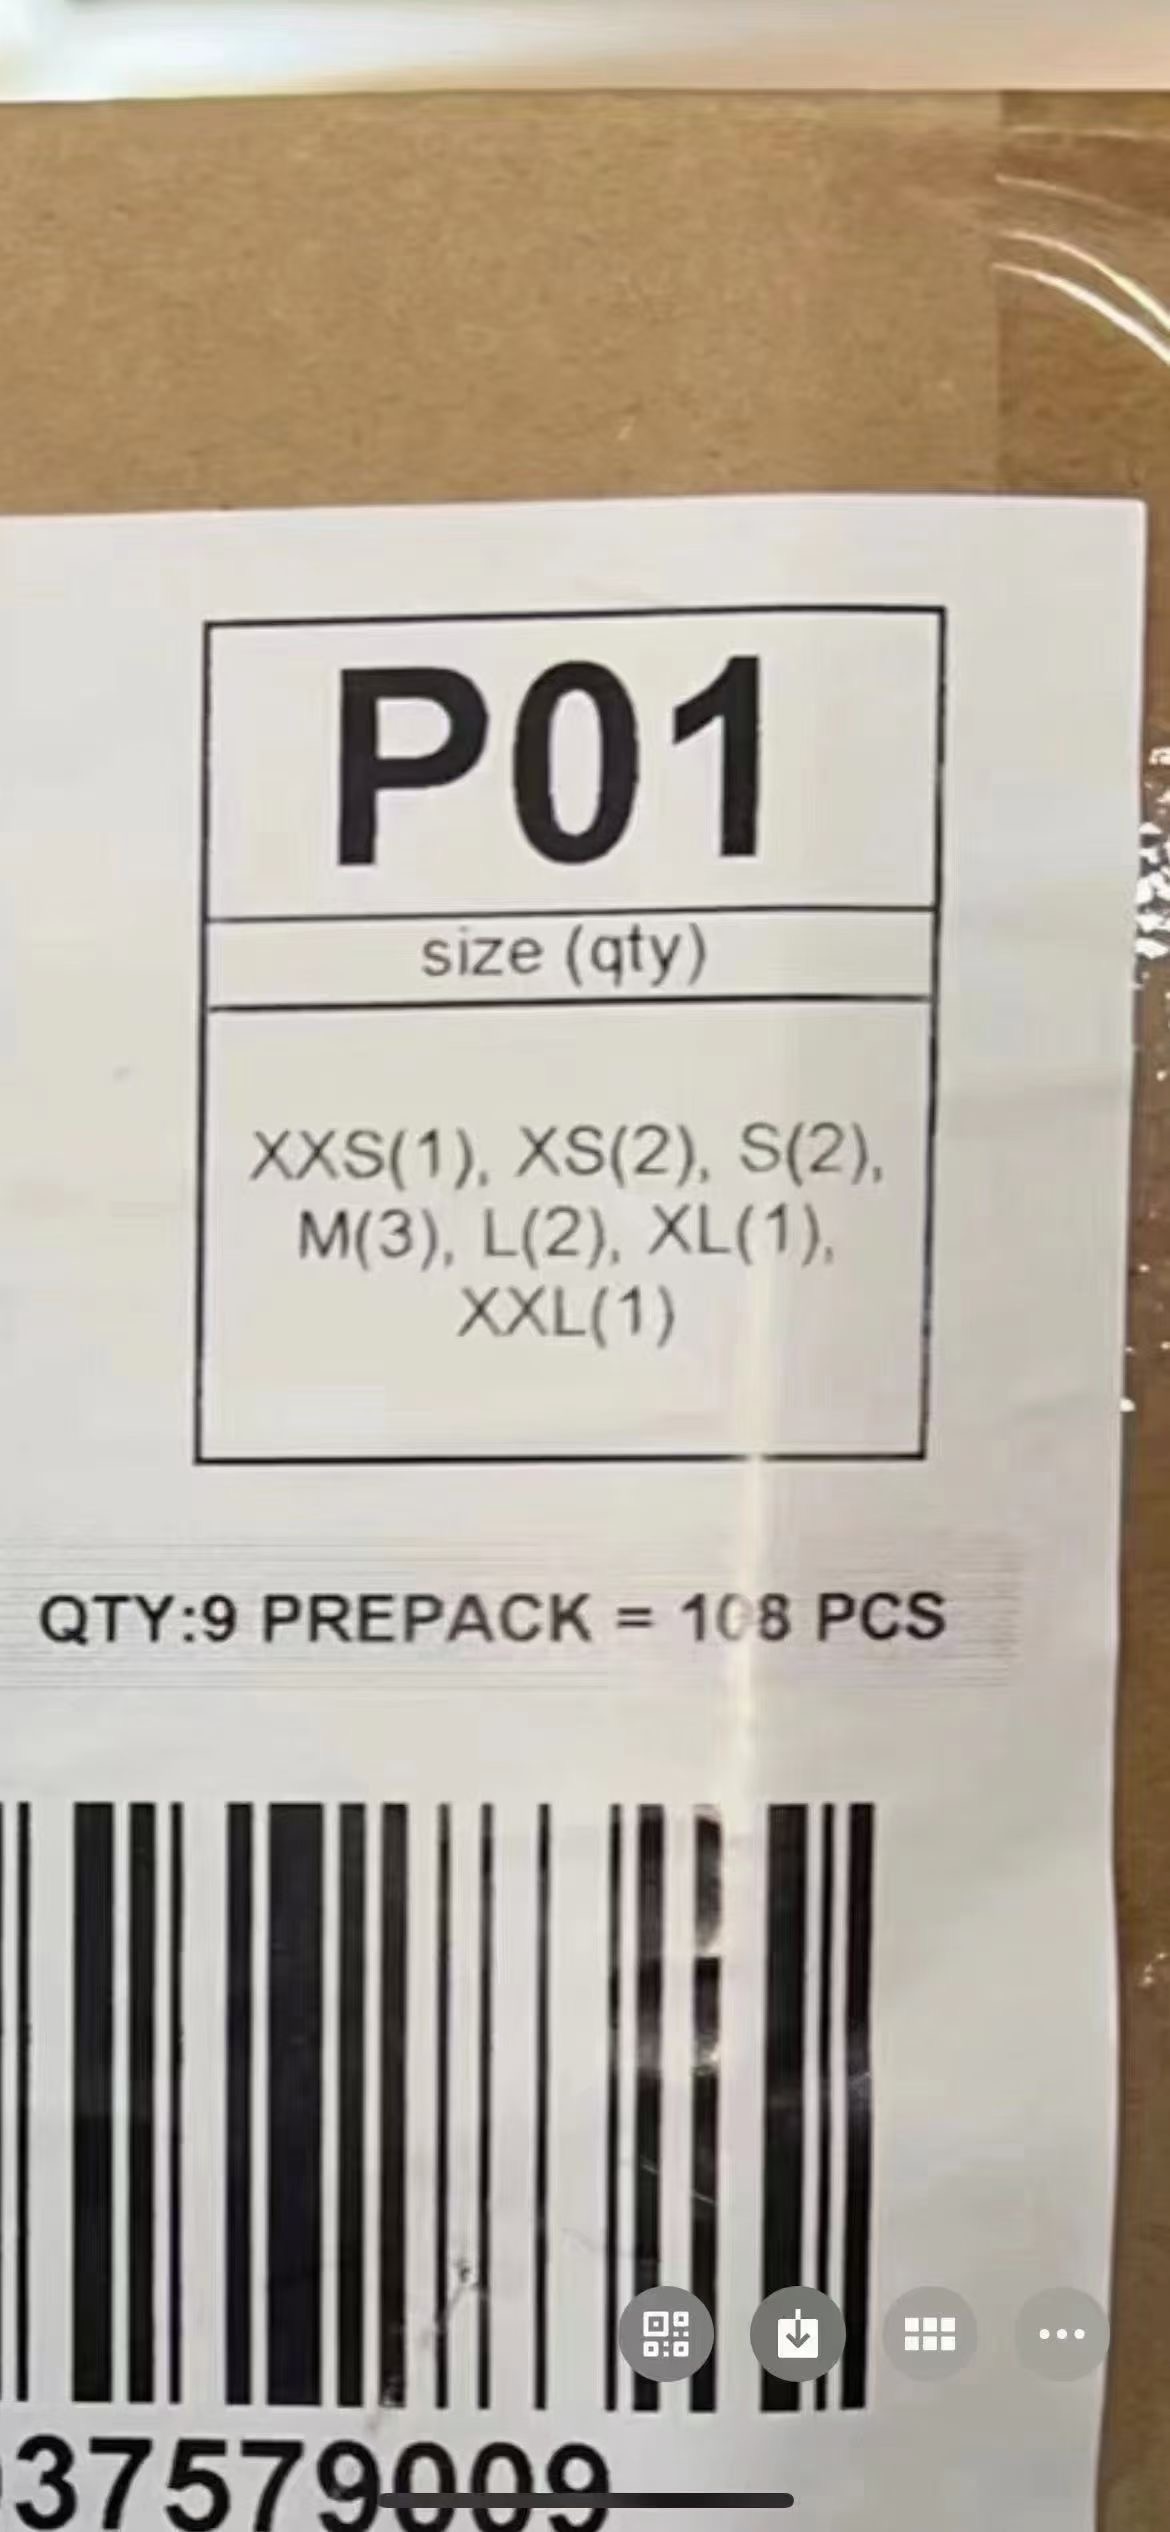 P01
size (qty)
XXS(1), XS(2), S(2),
M(3), L(2), XL(1),
XXL(1)
QTY:9 PREPACK = 108 PCS
37579009